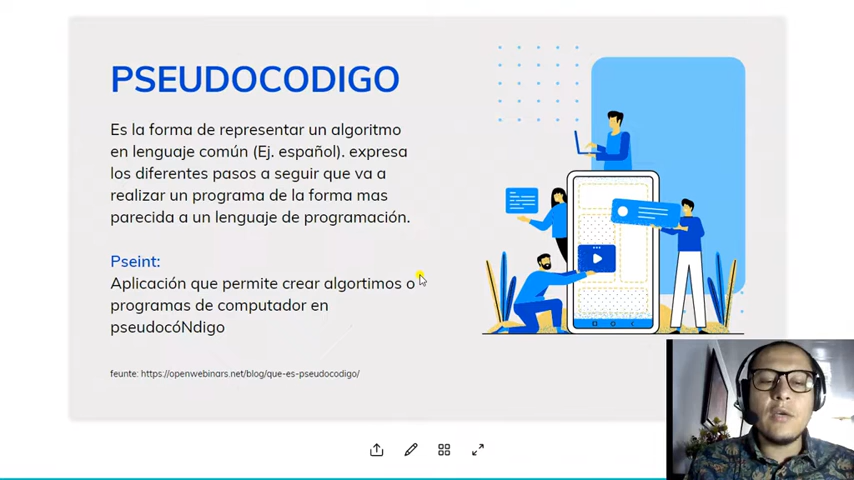 PSEUDOCODIGO
Es la forma de representar un algoritmo
en lenguaje común (Ej. español). expresa
los diferentes pasos a seguir que va a
realizar un programa de la forma mas
parecida a un lenguaje de programación.
Pseint:
Aplicación que permite crear algortimos o
programas de computador en
pseudocóNdigo
feunte: https://openwebinars.net/blog/que-es-pseudocodigo/